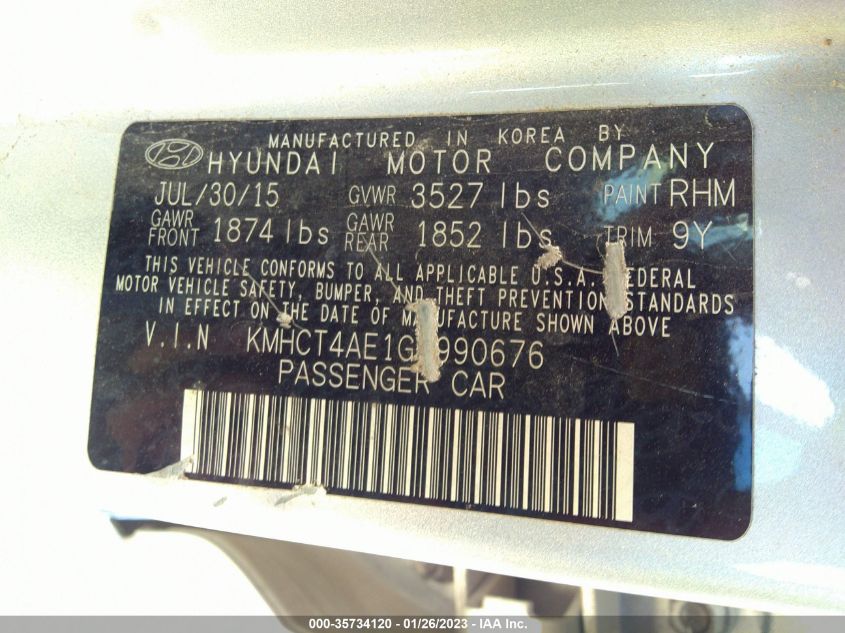 MANUFACTURED IN KOREA BY
HYUNDAI MOTOR COMPANY
JUL/30/15 GVWR 3527 lbs PAINT RHM
GAWR FRONT 1874 lbs GAWR REAR 1852 lbs TRIM 9Y
THIS VEHICLE CONFORMS TO ALL APPLICABLE U.S.A. FEDERAL
MOTOR VEHICLE SAFETY, BUMPER, AND THEFT PREVENTION STANDARDS
IN EFFECT ON THE DATE OF MANUFACTURE SHOWN ABOVE
V.I.N
PASSENGER CAR
000-35734120 - 01/26/2023 - IAA Inc.